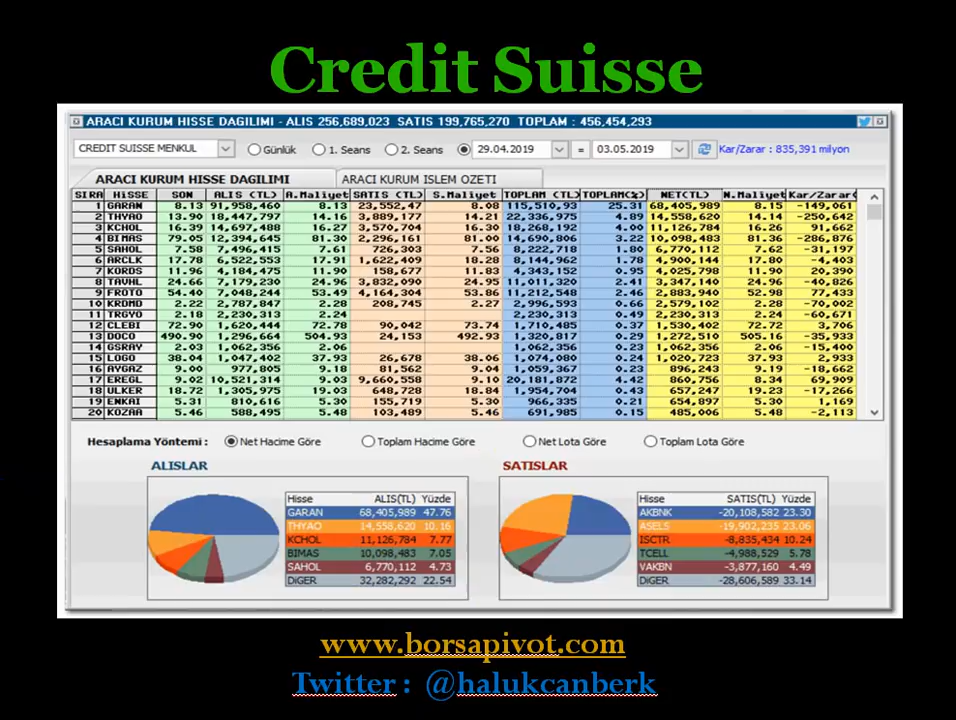 Credit Suisse
ARACI KURUM HISSE DAGILIMI - ALIS 256,689,023 SATIS 199,765,270 TOPLAM : 456,454,293
CREDIT SUISSE MENKUL Günlük 1. Seans 2. Seans 29.04.2019 = 03.05.2019 Kar/Zarar : 835,391 milyon
ARACI KURUM HISSE DAGILIMI ARACI KURUM ISLEM OZETI
SIRA HiSSE SON ALIS (TL) A.Maliyet SATIS (TL) S.Maliyet TOPLAM (TL) TOPLAM(%) NET(TL) N.Maliyet Kar/Zarar
1 GARAN 8.13 91,958,460 8.13 23,552,47 8.08 115,510,93 25.31 68,405,989 8.15 -149,061
2 THYAO 13.90 18,447,797 14.16 3,889,177 14.21 22,336,975 4.89 14,558,620 14.14 -250,642
3 KCHOL 16.39 14,697,488 16.27 3,570,704 16.30 18,268,192 4.00 11,126,784 16.26 91,662
4 BIMAS 79.05 12,394,645 81.30 2,296,161 81.00 14,690,806 3.22 10,098,483 81.36 -286,876
5 SAHOL 7.58 7,496,415 7.61 726,303 7.56 8,222,718 1.80 6,770,112 7.62 -31,197
6 ARCLK 17.78 6,522,553 17.91 1,622,409 18.28 8,144,962 1.78 4,900,144 17.80 -4,403
7 KORDS 11.96 4,184,475 11.90 158,677 11.83 4,343,152 0.95 4,025,798 11.90 20,390
8 TAVHL 24.66 7,179,230 24.96 3,832,090 24.95 11,011,320 2.41 3,347,140 24.96 -40,826
9 FROTO 54.40 7,048,244 53.49 4,164,304 53.86 11,212,548 2.46 2,883,940 52.98 77,433
10 KRDMD 2.22 2,787,847 2.28 208,745 2.27 2,996,593 0.66 2,579,102 2.28 -70,002
11 TRGYO 2.18 2,230,313 2.24 2,230,313 0.49 2,230,313 2.24 -60,671
12 CLEBI 72.90 1,620,444 72.78 90,042 73.74 1,710,485 0.37 1,530,402 72.72 3,706
13 DOCO 490.90 1,296,664 504.93 24,153 492.93 1,320,817 0.29 1,272,510 505.16 -35,933
14 GSRAY 2.03 1,062,356 2.06 1,062,356 0.23 1,062,356 2.06 -15,400
15 LOGO 38.04 1,047,402 37.93 26,678 38.06 1,074,080 0.24 1,020,723 37.93 2,933
16 AYGAZ 9.00 977,805 9.18 81,562 9.04 1,059,367 0.23 896,243 9.19 -18,662
17 EREGL 9.02 10,521,314 9.03 9,660,558 9.10 20,181,872 4.42 860,756 8.34 69,909
18 ULKER 18.72 1,305,975 19.03 648,728 18.84 1,954,704 0.43 657,247 19.23 -17,266
19 ENKAI 5.31 810,616 5.30 155,719 5.30 966,335 0.21 654,897 5.30 1,169
20 KOZAA 5.46 588,495 5.48 103,489 5.46 691,985 0.15 485,006 5.48 -2,113
Hesaplama Yöntemi : Net Hacime Göre Toplam Hacime Göre Net Lota Göre Toplam Lota Göre
ALISLAR
Hisse ALIS(TL) Yüzde
GARAN 68,405,989 47.76
THYAO 14,558,620 10.16
KCHOL 11,126,784 7.77
BIMAS 10,098,483 7.05
SAHOL 6,770,112 4.73
DiGER 32,282,292 22.54
SATISLAR
Hisse SATIS(TL) Yüzde
AKBNK -20,108,582 23.30
ASELS -19,902,235 23.06
ISCTR -8,835,434 10.24
TCELL -4,988,529 5.78
VAKBN -3,877,160 4.49
DiGER -28,606,589 33.14
www.borsapivot.com
Twitter : @halukcanberk